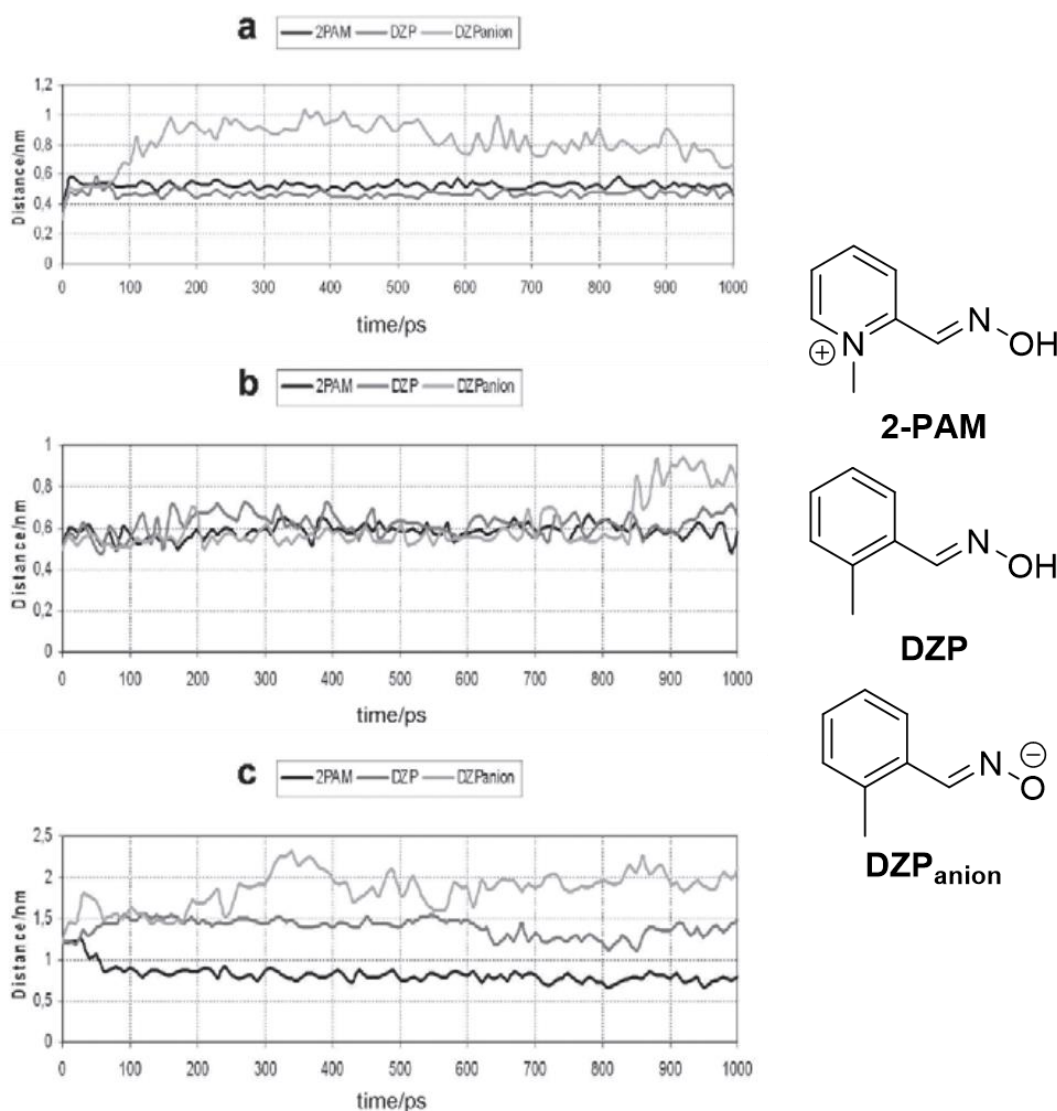 a
2PAM DZP DZPanion
Distance/nm
1,2
1
0,8
0,6
0,4
0,2
0
0 100 200 300 400 500 600 700 800 900 1000
time/ps
b
2PAM DZP DZPanion
Distance/nm
1
0,8
0,6
0,4
0,2
0
0 100 200 300 400 500 600 700 800 900 1000
time/ps
c
2PAM DZP DZPanion
Distance/nm
2,5
2
1,5
1
0,5
0
0 100 200 300 400 500 600 700 800 900 1000
time/ps
N
OH
N
+
2-PAM
N
OH
DZP
N
O
−
DZPanion